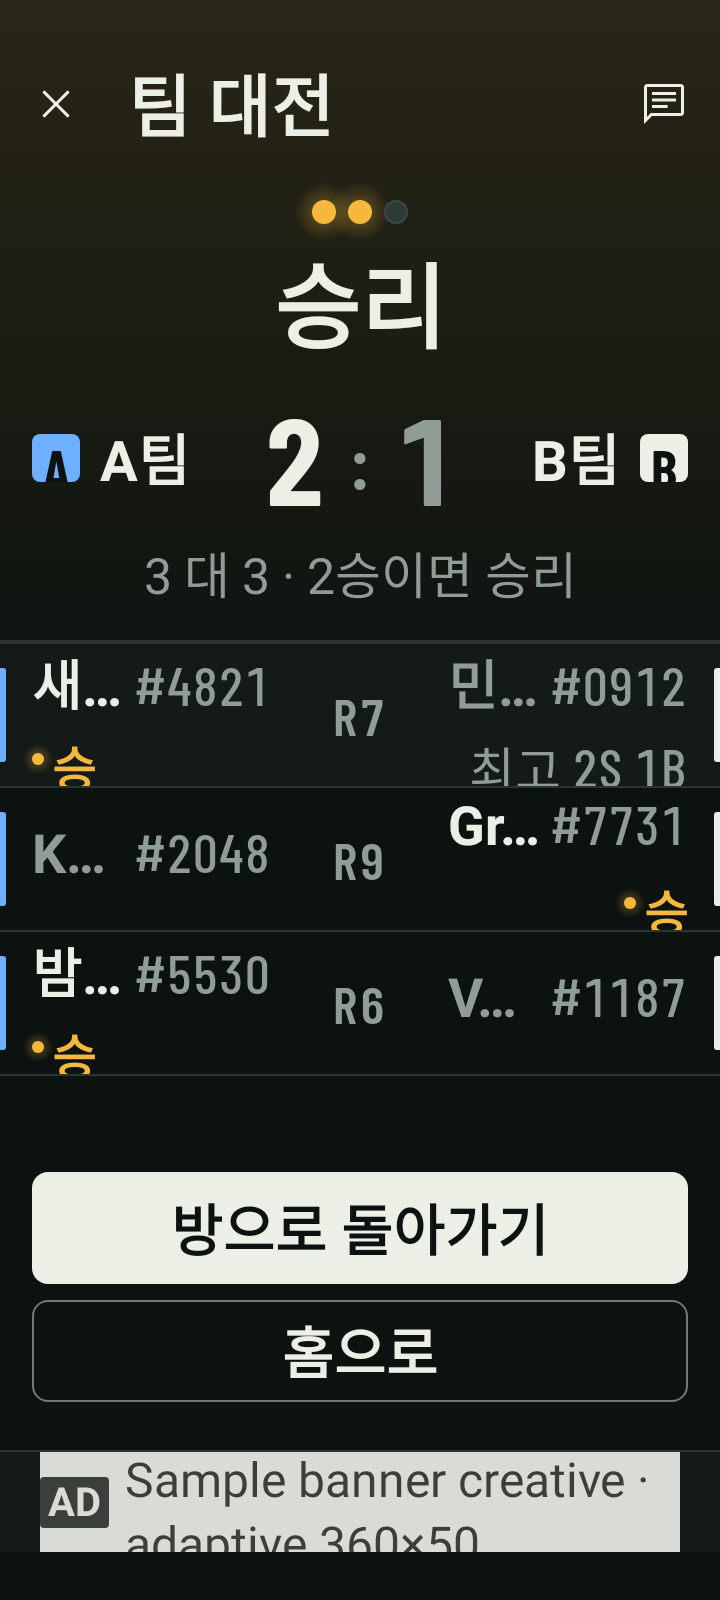 팀 대전
승리
A A팀 2 : 1 B팀 B
3 대 3 · 2승이면 승리
새... #4821 R7 민... #0912
승 최고 2S 1B
K... #2048 R9 Gr... #7731
승
밤... #5530 R6 V... #1187
승
방으로 돌아가기
홈으로
AD Sample banner creative ·
adaptive 360×50